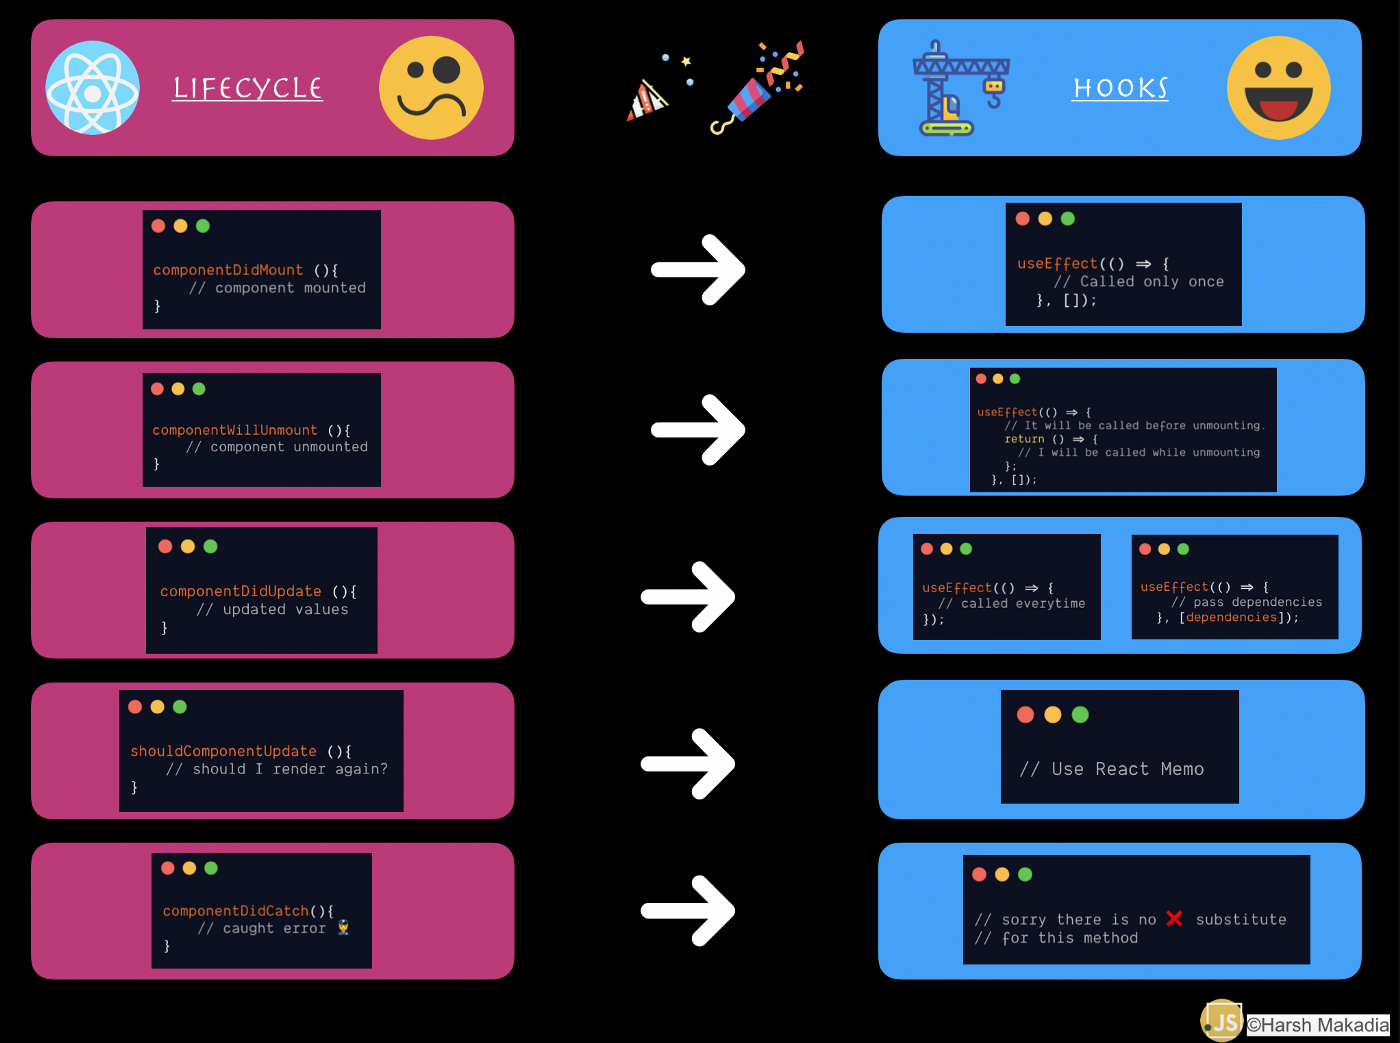 LIFECYCLE
HOOKS
componentDidMount (){
// component mounted
}
useEffect(() => {
// Called only once
}, []);
componentWillUnmount (){
// component unmounted
}
useEffect(() => {
// It will be called before unmounting.
return () => {
// I will be called while unmounting
};
}, []);
componentDidUpdate (){
// updated values
}
useEffect(() => {
// called everytime
});
useEffect(() => {
// pass dependencies
}, [dependencies]);
shouldComponentUpdate (){
// should I render again?
}
// Use React Memo
componentDidCatch(){
// caught error 👮
}
// sorry there is no ❌ substitute
// for this method
JS
©Harsh Makadia